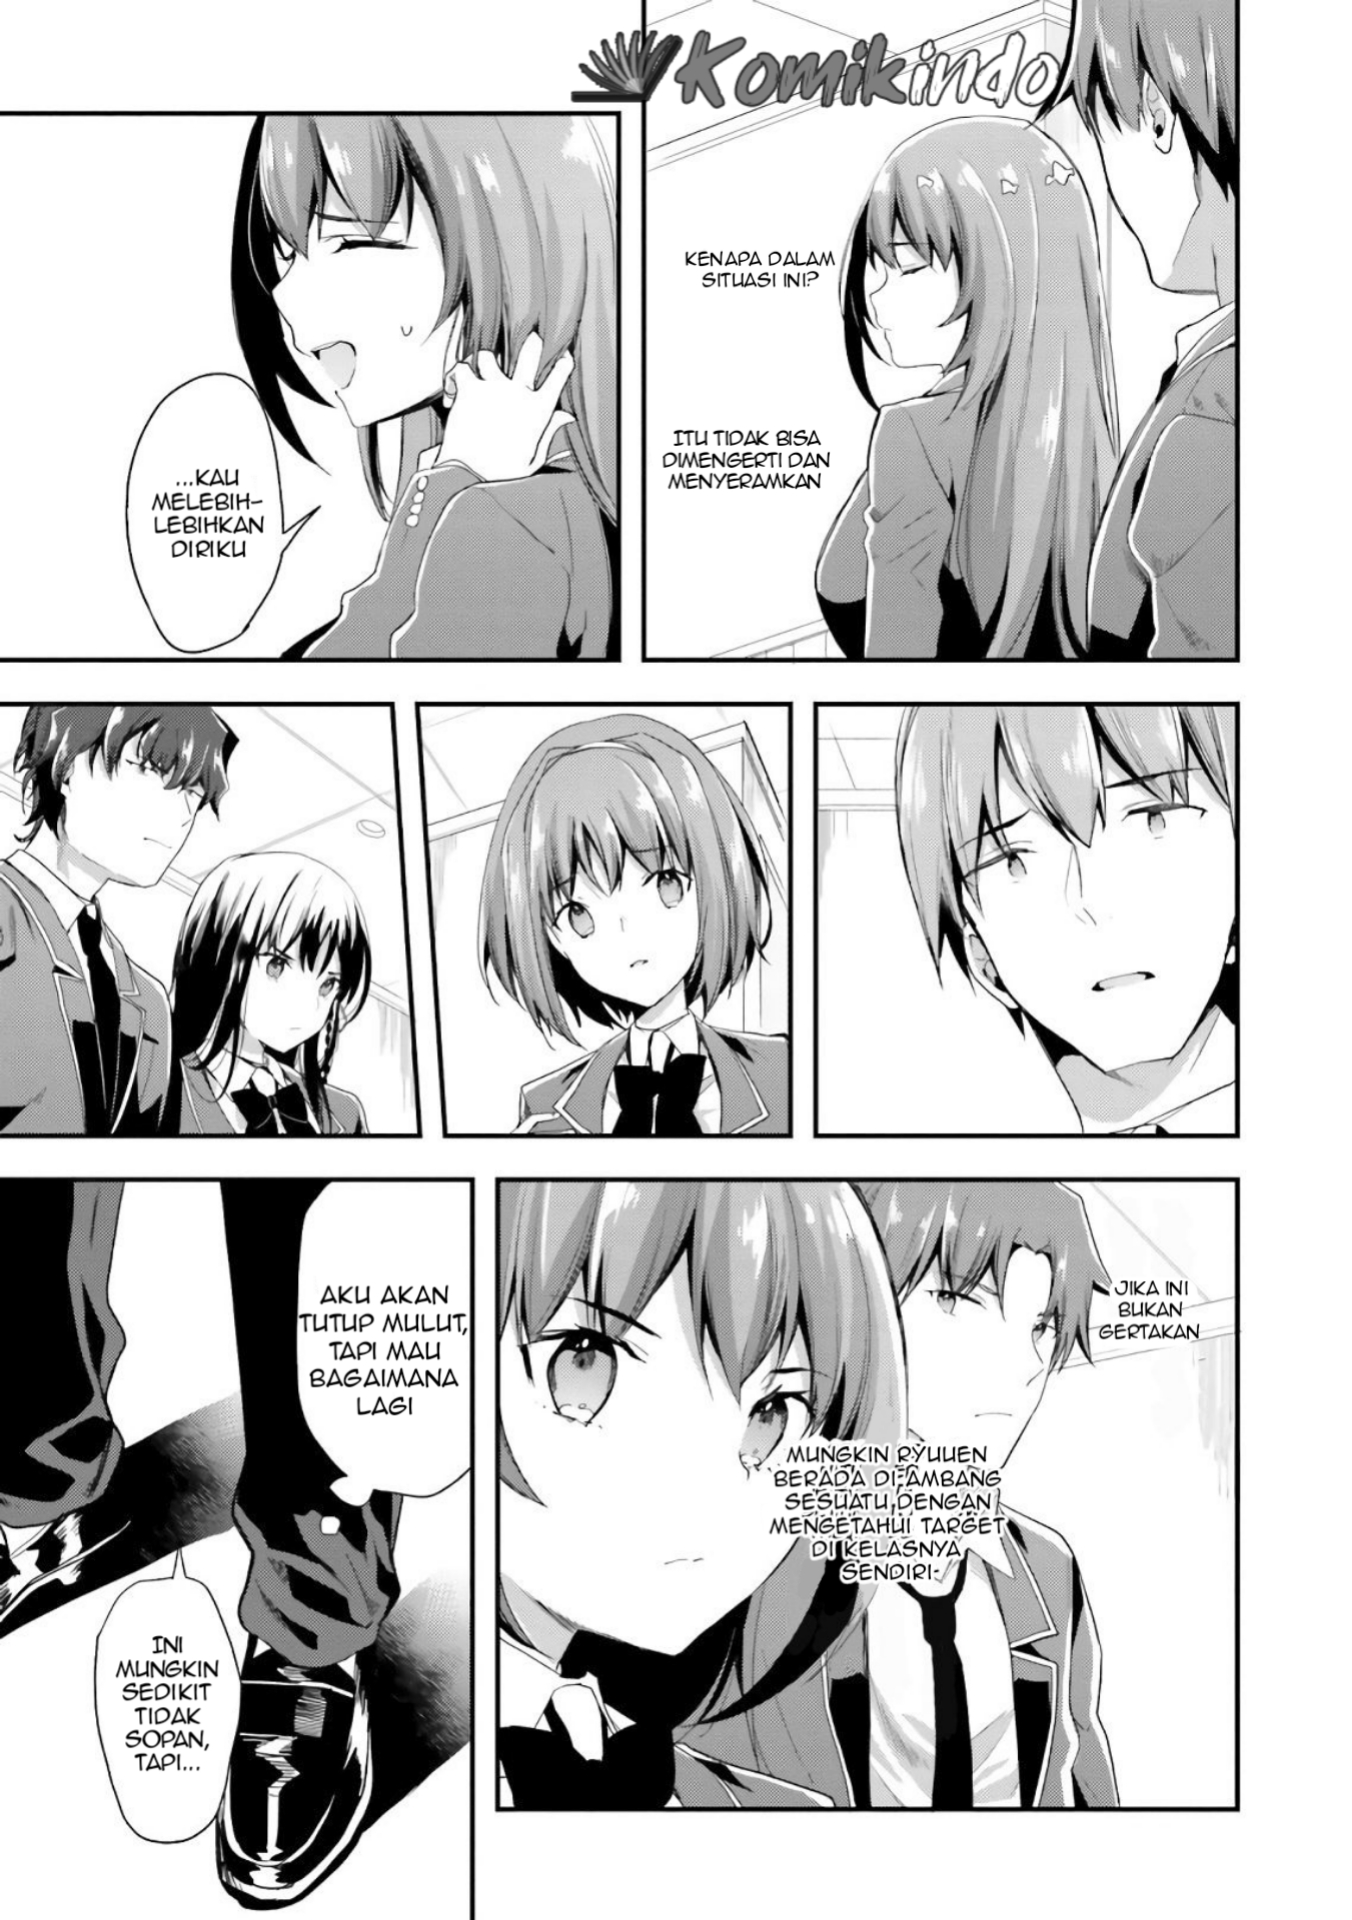 Komikindo
KENAPA DALAM
SITUASI INI?
ITU TIDAK BISA
DIMENGERTI DAN
MENYERAMKAN
...KAU
MELEBIH-
LEBIHKAN
DIRIKU
JIKA INI
BUKAN
GERTAKAN
MUNGKIN RYUUEN
BERADA DI AMBANG
SESUATU DENGAN
MENGETAHUI TARGET
DI KELASNYA
SENDIRI-
AKU AKAN
TUTUP MULUT,
TAPI MAU
BAGAIMANA
LAGI
INI
MUNGKIN
SEDIKIT
TIDAK
SOPAN,
TAPI...